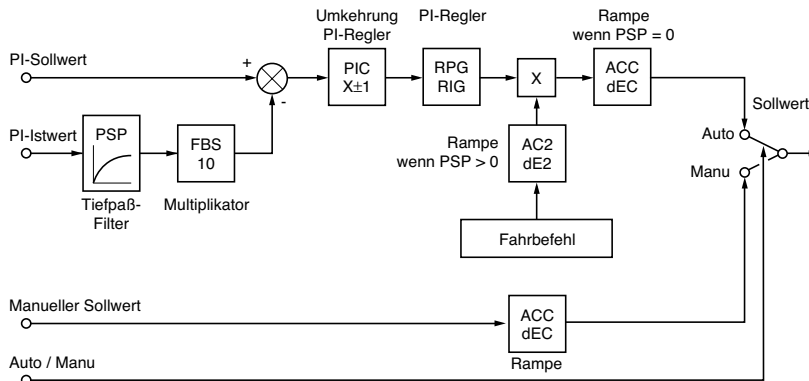 Umkehrung
PI-Regler
PI-Regler
Rampe
wenn PSP = 0
PI-Sollwert
+
-
PIC
X±1
RPG
RIG
X
ACC
dEC
Sollwert
PI-Istwert
PSP
FBS
10
Rampe
wenn PSP > 0
AC2
dE2
Auto
Manu
Tiefpaß-
Filter
Multiplikator
Fahrbefehl
Manueller Sollwert
ACC
dEC
Rampe
Auto / Manu